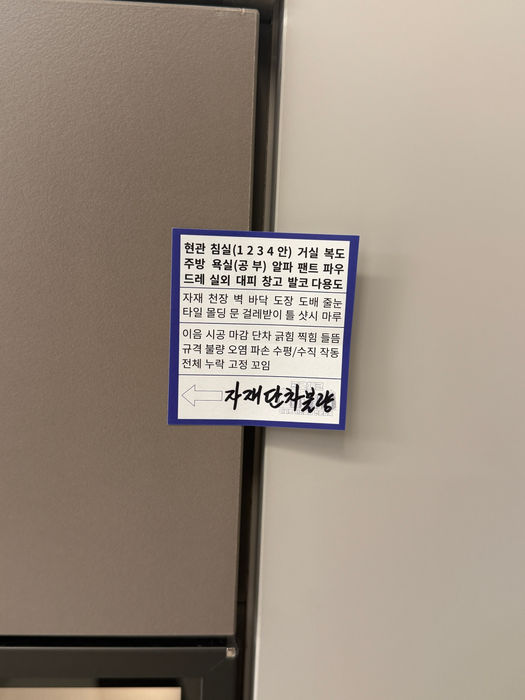 현관 침실(1 2 3 4 안) 거실 복도
주방 욕실(공 부) 알파 팬트 파우
드레 실외 대피 창고 발코 다용도
자재 천장 벽 바닥 도장 도배 줄눈
타일 몰딩 문 걸레받이 틀 샷시 마루
이음 시공 마감 단차 긁힘 찍힘 들뜸
규격 불량 오염 파손 수평/수직 작동
전체 누락 고정 꼬임
자재단차불량